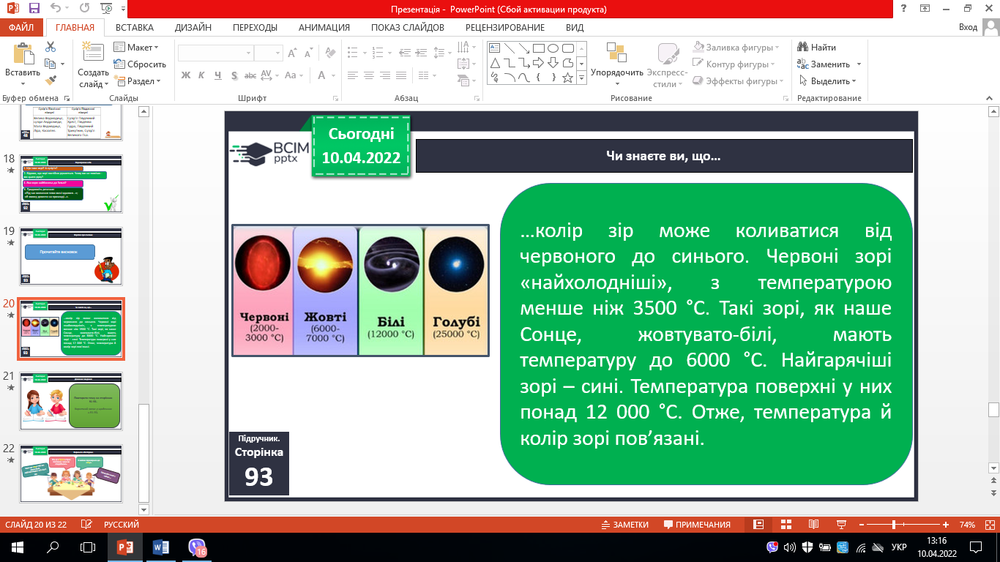 Презентація - PowerPoint (Сбой активации продукта)
ФАЙЛ ГЛАВНАЯ ВСТАВКА ДИЗАЙН ПЕРЕХОДЫ АНИМАЦИЯ ПОКАЗ СЛАЙДОВ РЕЦЕНЗИРОВАНИЕ ВИД Вход
Вставить
Создать слайд
Макет
Сбросить
Раздел
Упорядочить
Экспресс-стили
Заливка фигуры
Контур фигуры
Эффекты фигуры
Найти
Заменить
Выделить
Буфер обмена Слайды Шрифт Абзац Рисование Редактирование
18
19
Прочитайте висновок
20
21
22
ВСІМ
pptx
Сьогодні
10.04.2022
Чи знаєте ви, що...
Червоні
(2000-
3000 °C)
Жовті
(6000-
7000 °C)
Білі
(12000 °C)
Голубі
(25000 °C)
...колір зір може коливатися від
червоного до синього. Червоні зорі
«найхолодніші», з температурою
менше ніж 3500 °C. Такі зорі, як наше
Сонце, жовтувато-білі, мають
температуру до 6000 °C. Найгарячіші
зорі – сині. Температура поверхні у них
понад 12 000 °C. Отже, температура й
колір зорі пов’язані.
Підручник.
Сторінка
93
СЛАЙД 20 ИЗ 22 РУССКИЙ ЗАМЕТКИ ПРИМЕЧАНИЯ 74%
16
УКР
13:16
10.04.2022